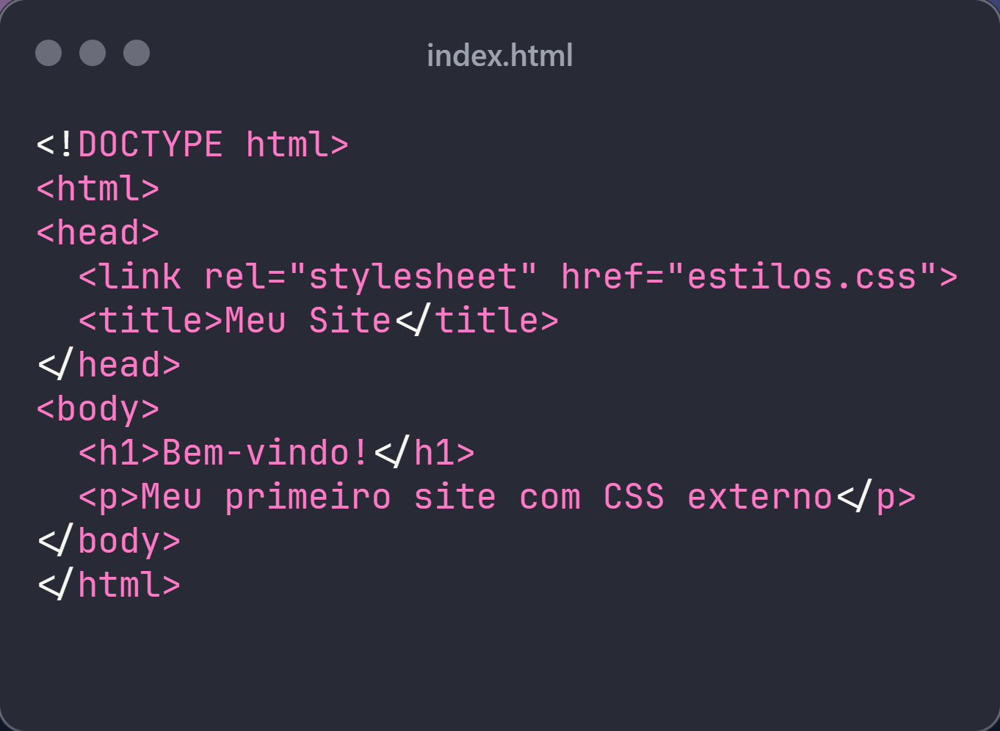 index.html
<!DOCTYPE html>
<html>
<head>
  <link rel="stylesheet" href="estilos.css">
  <title>Meu Site</title>
</head>
<body>
  <h1>Bem-vindo!</h1>
  <p>Meu primeiro site com CSS externo</p>
</body>
</html>